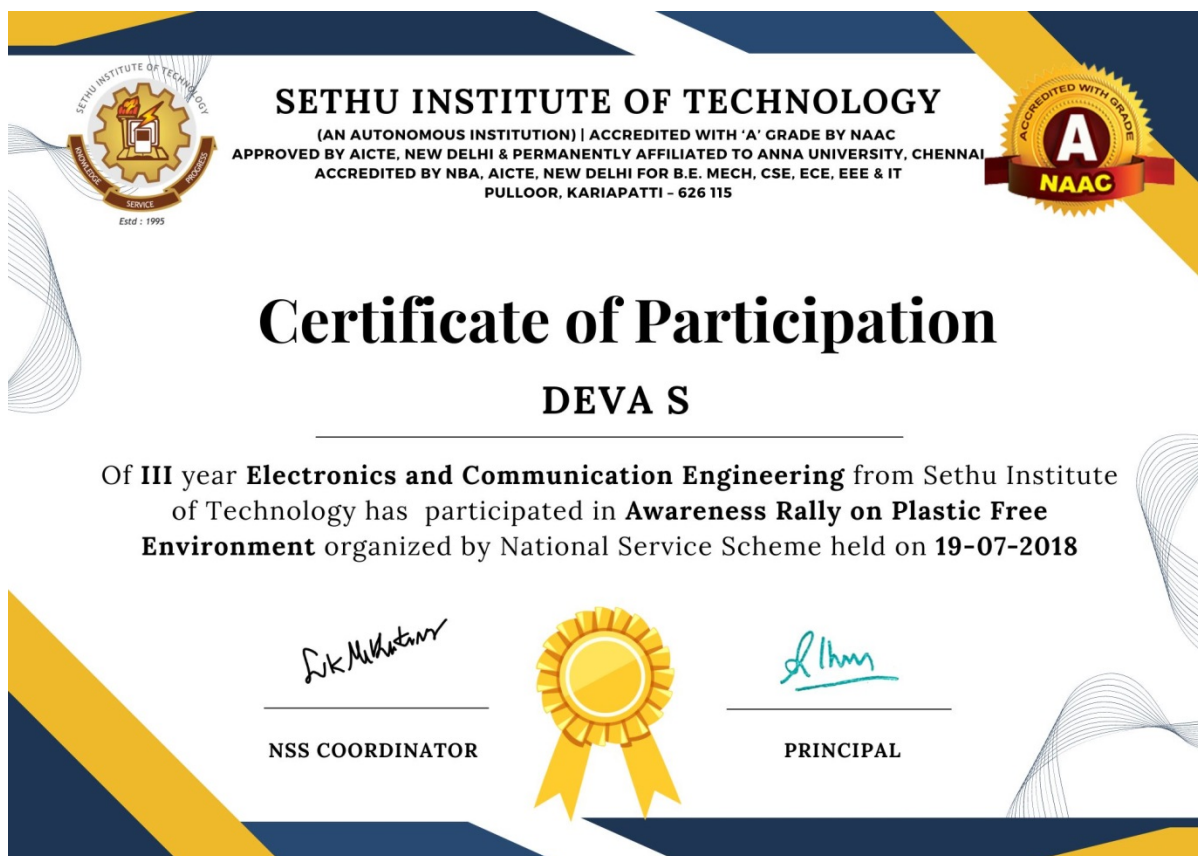 SETHU INSTITUTE OF TECHNOLOGY
KNOWLEDGE
SERVICE
PROGRESS
Estd : 1995
SETHU INSTITUTE OF TECHNOLOGY
(AN AUTONOMOUS INSTITUTION) | ACCREDITED WITH ‘A’ GRADE BY NAAC
APPROVED BY AICTE, NEW DELHI & PERMANENTLY AFFILIATED TO ANNA UNIVERSITY, CHENNAI
ACCREDITED BY NBA, AICTE, NEW DELHI FOR B.E. MECH, CSE, ECE, EEE & IT
PULLOOR, KARIAPATTI – 626 115
ACCREDITED WITH GRADE
A
NAAC
Certificate of Participation
DEVA S
Of III year Electronics and Communication Engineering from Sethu Institute
of Technology has participated in Awareness Rally on Plastic Free
Environment organized by National Service Scheme held on 19-07-2018
NSS COORDINATOR
PRINCIPAL